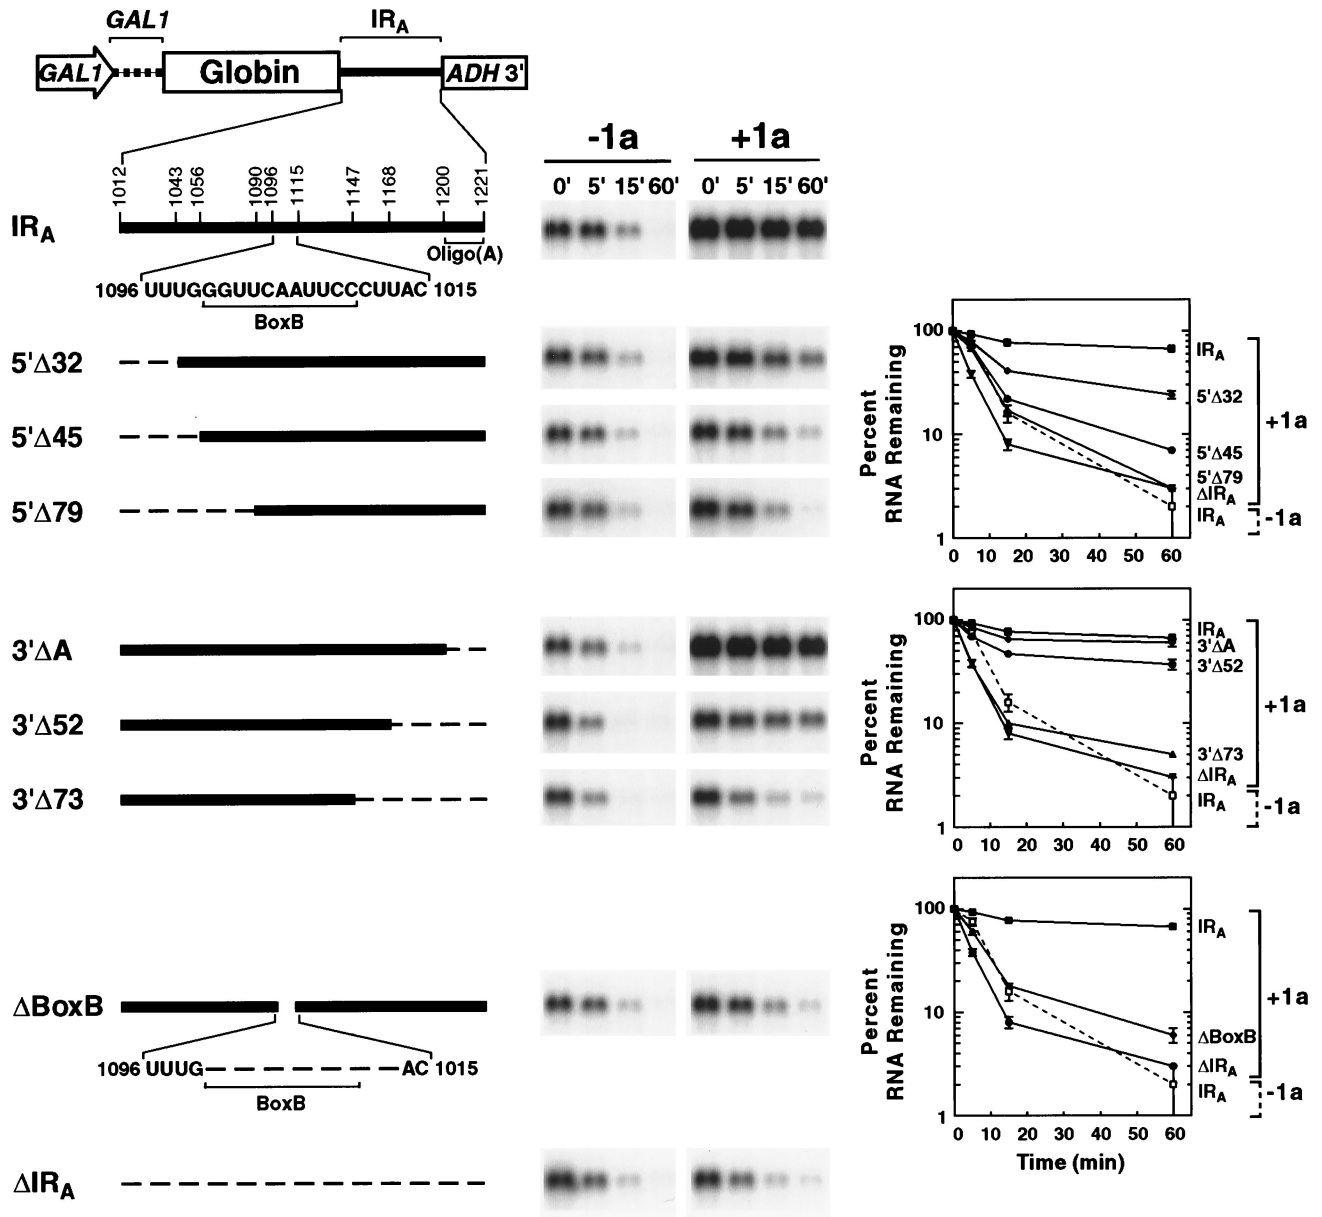 GAL1 IRA
GAL1 Globin ADH 3'
-1a +1a
1012 1043 1056 1090 1096 1115 1147 1168 1200 1221
0' 5' 15' 60' 0' 5' 15' 60'
IRA
Oligo(A)
1096 UUUGGGUUCAAUUCCCUUAC 1015
BoxB
5'Δ32
5'Δ45
5'Δ79
Percent
RNA Remaining
100
10
1
0 10 20 30 40 50 60
IRA
5'Δ32
5'Δ45
5'Δ79
ΔIRA
IRA
+1a
-1a
3'ΔA
3'Δ52
3'Δ73
Percent
RNA Remaining
100
10
1
0 10 20 30 40 50 60
IRA
3'ΔA
3'Δ52
3'Δ73
ΔIRA
IRA
+1a
-1a
ΔBoxB
1096 UUUG AC 1015
BoxB
ΔIRA
Percent
RNA Remaining
100
10
1
0 10 20 30 40 50 60
Time (min)
IRA
ΔBoxB
ΔIRA
IRA
+1a
-1a